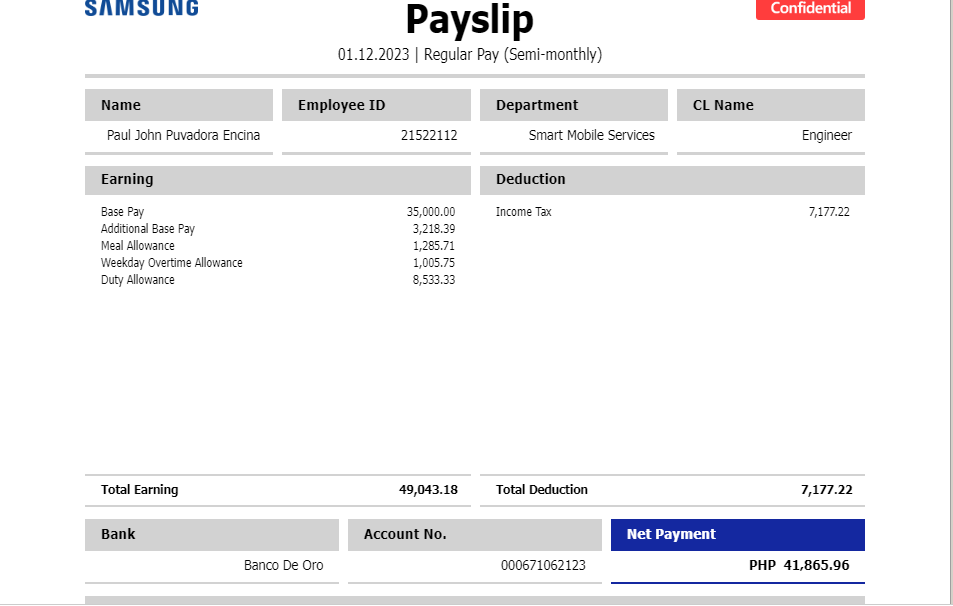 SAMSUNG
Payslip
Confidential
01.12.2023 | Regular Pay (Semi-monthly)
Name Employee ID Department CL Name
Paul John Puvadora Encina 21522112 Smart Mobile Services Engineer
Earning Deduction
Base Pay 35,000.00 Income Tax 7,177.22
Additional Base Pay 3,218.39
Meal Allowance 1,285.71
Weekday Overtime Allowance 1,005.75
Duty Allowance 8,533.33
Total Earning 49,043.18 Total Deduction 7,177.22
Bank Account No. Net Payment
Banco De Oro 000671062123 PHP 41,865.96